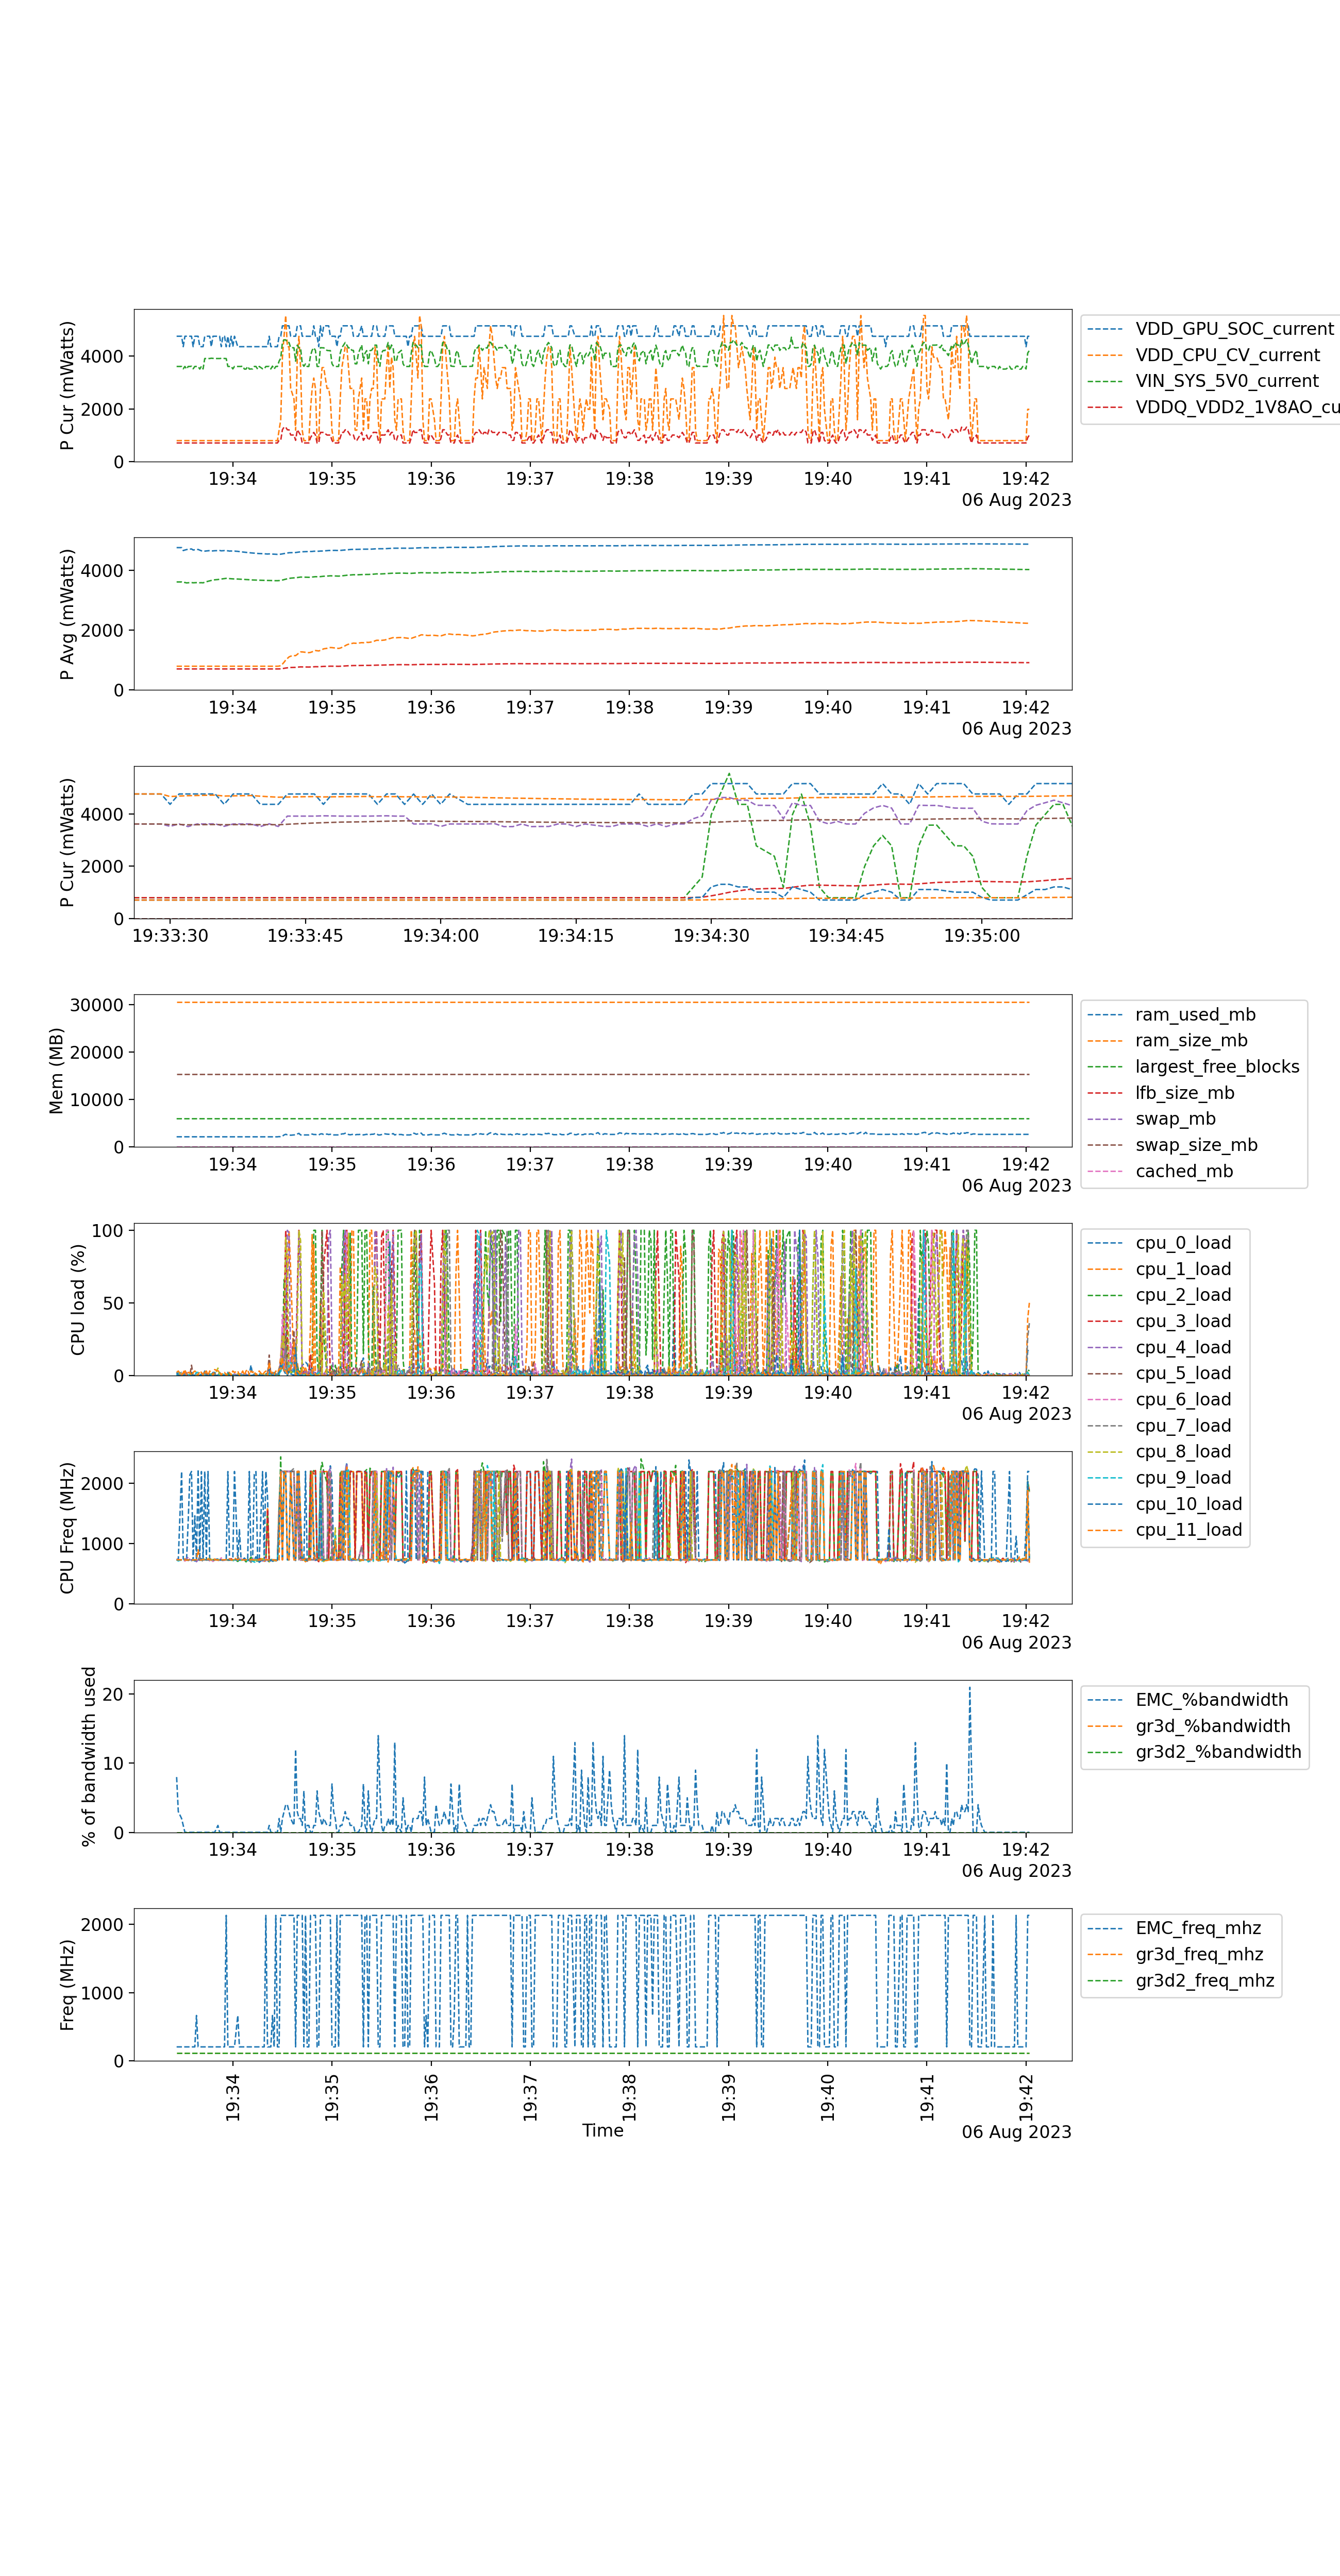 P Cur (mWatts)
4000
2000
0
19:34 19:35 19:36 19:37 19:38 19:39 19:40 19:41 19:42
06 Aug 2023
VDD_GPU_SOC_current
VDD_CPU_CV_current
VIN_SYS_5V0_current
VDDQ_VDD2_1V8AO_cu
P Avg (mWatts)
4000
2000
0
19:34 19:35 19:36 19:37 19:38 19:39 19:40 19:41 19:42
06 Aug 2023
P Cur (mWatts)
4000
2000
0
19:33:30 19:33:45 19:34:00 19:34:15 19:34:30 19:34:45 19:35:00
Mem (MB)
30000
20000
10000
0
19:34 19:35 19:36 19:37 19:38 19:39 19:40 19:41 19:42
06 Aug 2023
ram_used_mb
ram_size_mb
largest_free_blocks
lfb_size_mb
swap_mb
swap_size_mb
cached_mb
CPU load (%)
100
50
0
19:34 19:35 19:36 19:37 19:38 19:39 19:40 19:41 19:42
06 Aug 2023
cpu_0_load
cpu_1_load
cpu_2_load
cpu_3_load
cpu_4_load
cpu_5_load
cpu_6_load
cpu_7_load
cpu_8_load
cpu_9_load
cpu_10_load
cpu_11_load
CPU Freq (MHz)
2000
1000
0
19:34 19:35 19:36 19:37 19:38 19:39 19:40 19:41 19:42
06 Aug 2023
% of bandwidth used
20
10
0
19:34 19:35 19:36 19:37 19:38 19:39 19:40 19:41 19:42
06 Aug 2023
EMC_%bandwidth
gr3d_%bandwidth
gr3d2_%bandwidth
Freq (MHz)
2000
1000
0
19:34 19:35 19:36 19:37 19:38 19:39 19:40 19:41 19:42
Time
06 Aug 2023
EMC_freq_mhz
gr3d_freq_mhz
gr3d2_freq_mhz